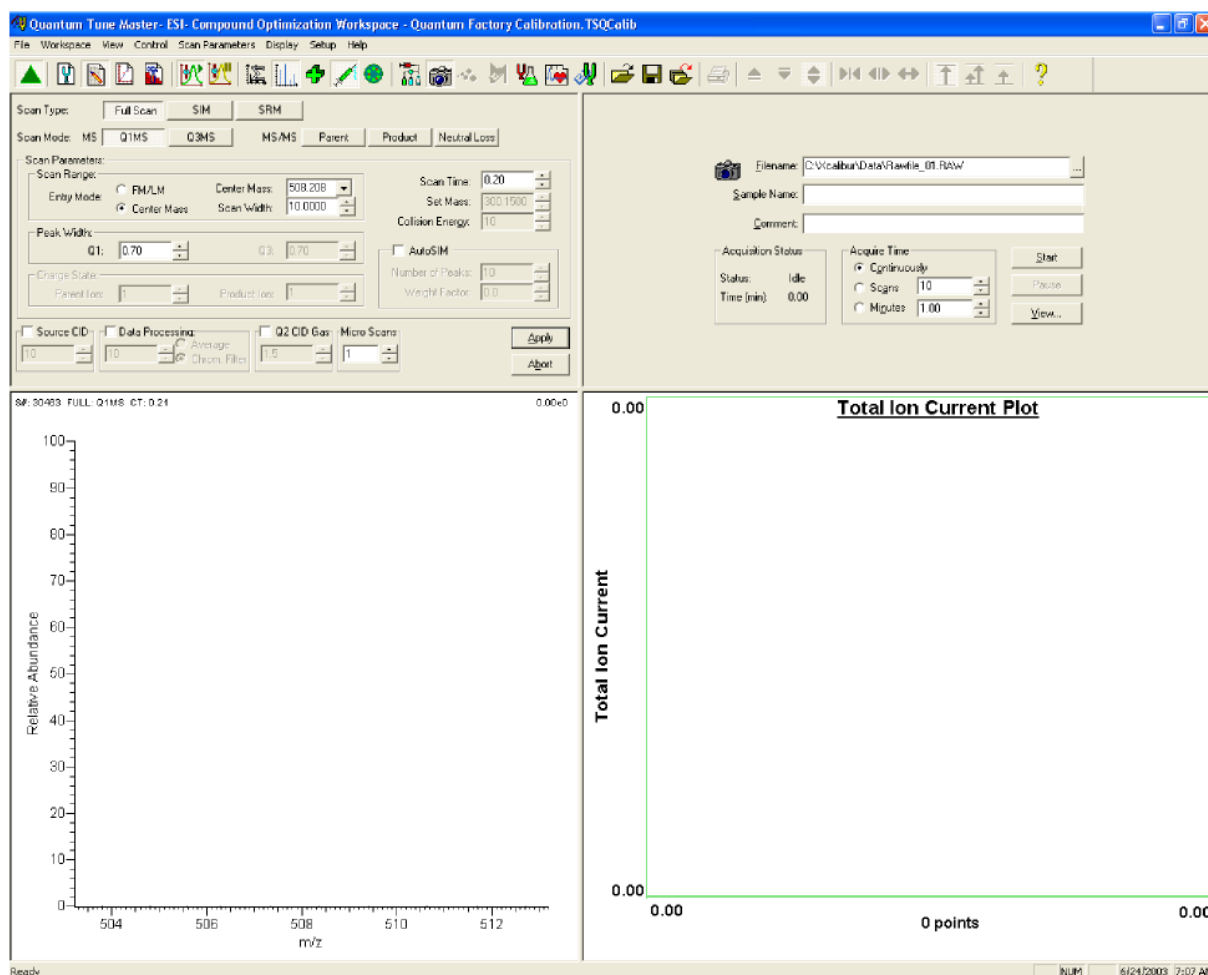 Quantum Tune Master- ESI- Compound Optimization Workspace - Quantum Factory Calibration.TSQCalib
File Workspace View Control Scan Parameters Display Setup Help
Scan Type: Full Scan SIM SRM
Scan Mode: MS Q1MS Q3MS MS/MS Parent Product Neutral Loss
Scan Parameters:
Scan Range:
Entry Mode: FM/LM
Center Mass
Center Mass: 508.208
Scan Width: 10.0000
Scan Time: 0.20
Set Mass: 300.1500
Collision Energy: 10
Peak Width:
Q1: 0.70 Q3: 0.70
AutoSIM
Number of Peaks: 10
Weight Factor: 0.0
Charge State:
Parent Ion: 1 Product Ion: 1
Source CID Data Processing: Q2 CID Gas Micro Scans
10 10 Average 1.5 1
Chrom. Filter
Apply
Abort
Filename: C:\Xcalibur\Data\Rawfile_01.RAW ...
Sample Name:
Comment:
Acquisition Status
Status: Idle
Time (min): 0.00
Acquire Time
Continuously
Scans 10
Minutes 1.00
Start
Pause
View...
S#: 30463 FULL: Q1MS CT: 0.21 0.00e0
Relative Abundance
100
90
80
70
60
50
40
30
20
10
0
504 506 508 510 512
m/z
Total Ion Current Plot
0.00
Total Ion Current
0.00
0.00 0.00
0 points
Ready NUM 6/24/2003 7:07 AM